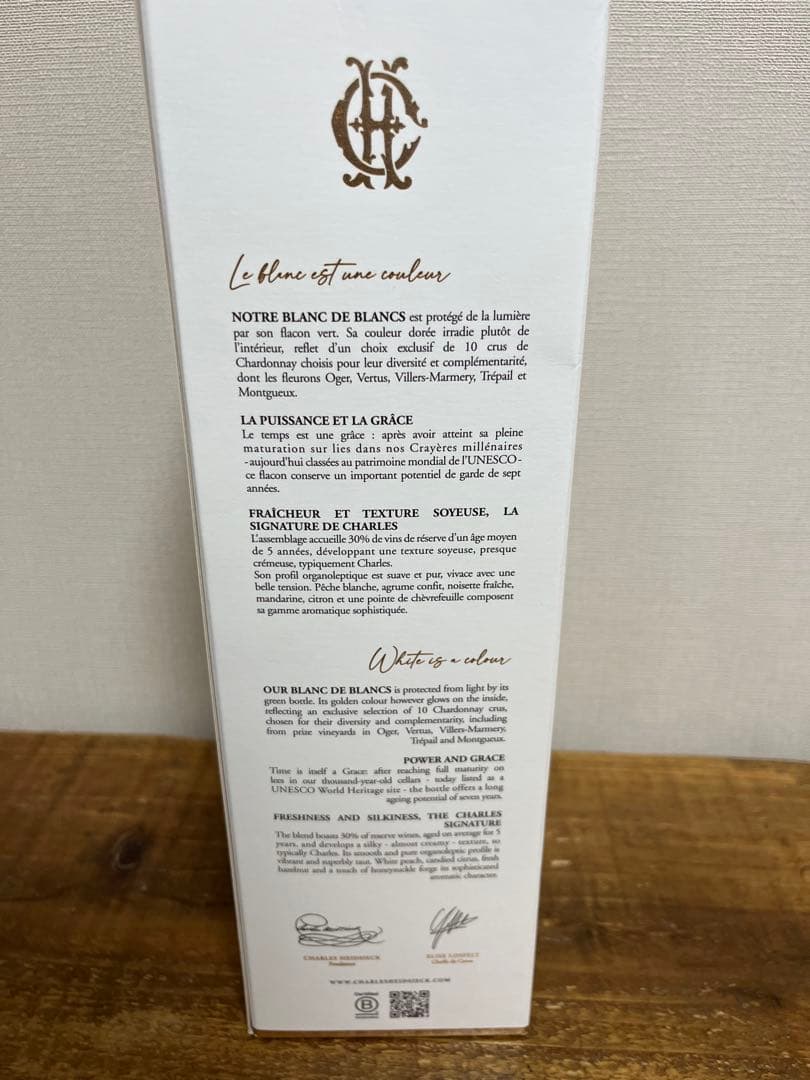 CH
Le blanc est une couleur
NOTRE BLANC DE BLANCS est protégé de la lumière
par son flacon vert. Sa couleur dorée irradie plutôt de
l'intérieur, reflet d'un choix exclusif de 10 crus de
Chardonnay choisis pour leur diversité et complémentarité,
dont les fleurons Oger, Vertus, Villers-Marmery, Trépail et
Montgueux.
LA PUISSANCE ET LA GRÂCE
Le temps est une grâce : après avoir atteint sa pleine
maturation sur lies dans nos Crayères millénaires
-aujourd'hui classées au patrimoine mondial de l'UNESCO-
ce flacon conserve un important potentiel de garde de sept
années.
FRAÎCHEUR ET TEXTURE SOYEUSE, LA
SIGNATURE DE CHARLES
L'assemblage accueille 30% de vins de réserve d'un âge moyen
de 5 années, développant une texture soyeuse, presque
crémeuse, typiquement Charles.
Son profil organoleptique est suave et pur, vivace avec une
belle tension. Pêche blanche, agrume confit, noisette fraîche,
mandarine, citron et une pointe de chèvrefeuille composent
sa gamme aromatique sophistiquée.
White is a colour
OUR BLANC DE BLANCS is protected from light by its
green bottle. Its golden colour however glows on the inside,
reflecting an exclusive selection of 10 Chardonnay crus,
chosen for their diversity and complementarity, including
from prize vineyards in Oger, Vertus, Villers-Marmery,
Trépail and Montgueux.
POWER AND GRACE
Time is itself a Grace: after reaching full maturity on
lees in our thousand-year-old cellars - today listed as a
UNESCO World Heritage site - the bottle offers a long
ageing potential of seven years.
FRESHNESS AND SILKINESS, THE CHARLES
SIGNATURE
The blend boasts 30% of reserve wines, aged on average for 5
years, and develops a silky - almost creamy - texture, so
typically Charles. Its smooth and pure organoleptic profile is
vibrant and superbly taut. White peach, candied citrus, fresh
hazelnut and a touch of honeysuckle forge its sophisticated
aromatic character.
CHARLES HEIDSIECK
Fondateur
ELISE LOSFELT
Cheffe de Caves
WWW.CHARLESHEIDSIECK.COM
B